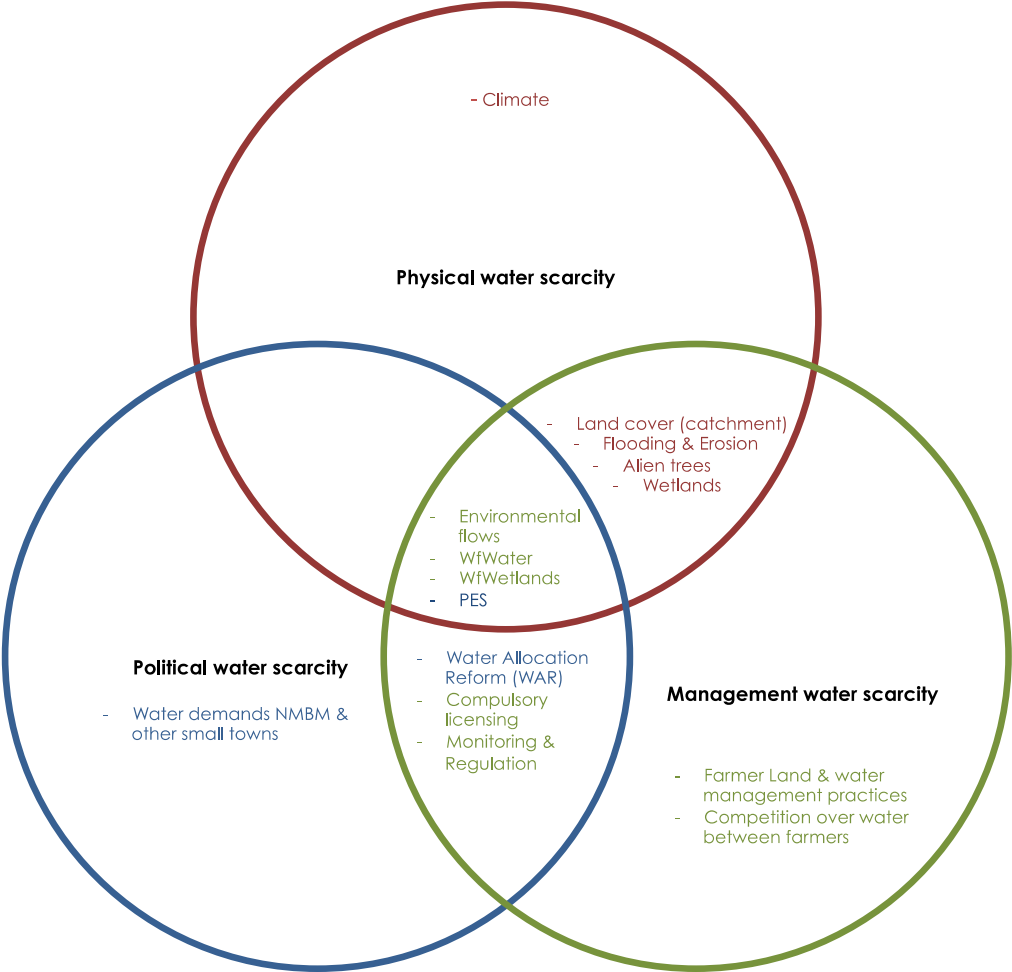 - Climate
Physical water scarcity
- Land cover (catchment)
- Flooding & Erosion
- Alien trees
- Wetlands
- Environmental
flows
- WfWater
- WfWetlands
- PES
Political water scarcity
- Water demands NMBM &
other small towns
- Water Allocation
Reform (WAR)
- Compulsory
licensing
- Monitoring &
Regulation
Management water scarcity
- Farmer Land & water
management practices
- Competition over water
between farmers